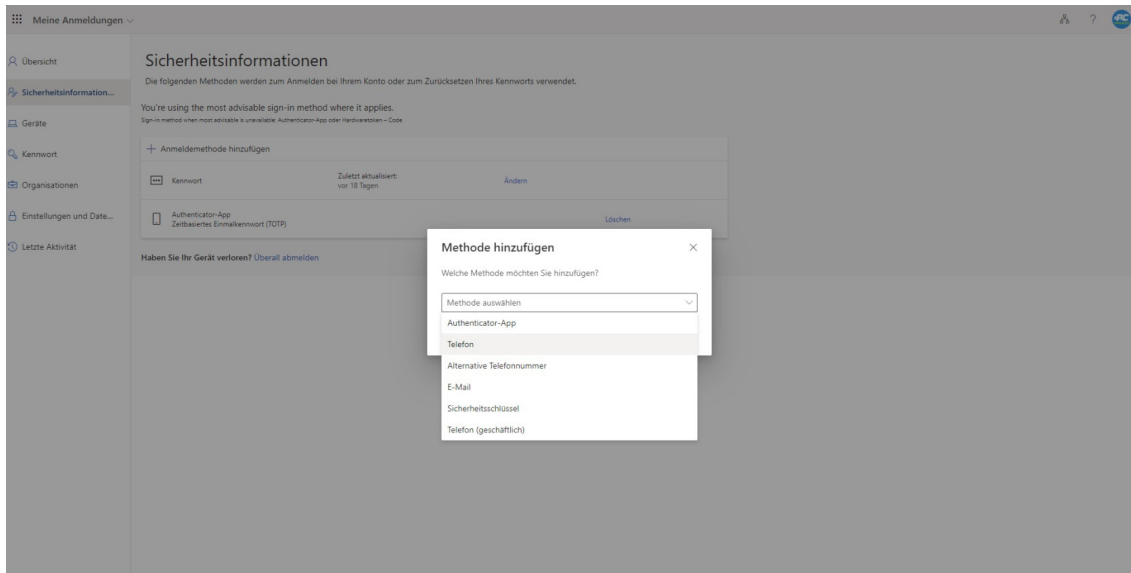 Meine Anmeldungen
?
Übersicht
Sicherheitsinformation...
Geräte
Kennwort
Organisationen
Einstellungen und Date...
Letzte Aktivität
Sicherheitsinformationen
Die folgenden Methoden werden zum Anmelden bei Ihrem Konto oder zum Zurücksetzen Ihres Kennworts verwendet.
You're using the most advisable sign-in method where it applies.
Sign-in method when most advisable is unavailable: Authenticator-App oder Hardwaretoken – Code
+ Anmeldemethode hinzufügen
Kennwort
Zuletzt aktualisiert:
vor 18 Tagen
Ändern
Authenticator-App
Zeitbasiertes Einmalkennwort (TOTP)
Löschen
Haben Sie Ihr Gerät verloren? Überall abmelden
Methode hinzufügen
Welche Methode möchten Sie hinzufügen?
Methode auswählen
Authenticator-App
Telefon
Alternative Telefonnummer
E-Mail
Sicherheitsschlüssel
Telefon (geschäftlich)